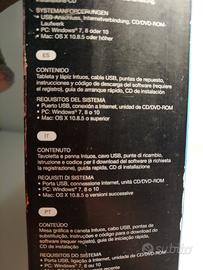 SYSTEMANFORDERUNGEN
• USB-Anschluss, Internetverbindung, CD/DVD-ROM-
Laufwerk
• PC: Windows® 7, 8 oder 10
• Mac: OS X 10.8.5 oder höher
ES
CONTENIDO
Tableta y lápiz Intuos, cable USB, puntas de repuesto,
instrucciones y código de descarga del software (requiere
el registro), guía de arranque rápido, CD de instalación
REQUISITOS DEL SISTEMA
• Puerto USB, conexión a Internet, unidad de CD/DVD-ROM
• PC: Windows® 7, 8 o 10
• Mac: OS X 10.8.5 o superior
IT
CONTENUTO
Tavoletta e penna Intuos, cavo USB, punte di ricambio,
istruzione e codice per il download di software (richiesta
la registrazione), guida rapida, CD di installazione
REQUISITI DI SISTEMA
• Porta USB, connessione Internet, unità CD/DVD-ROM
• PC: Windows® 7, 8 o 10
• Mac: OS X 10.8.5 o versioni successive
PT
CONTEÚDO
Mesa gráfica e caneta Intuos, cabo USB, pontas de
substituição, instruções e código para o download do
software (requer registo), guia de iniciação rápida,
CD de instalação
REQUISITOS DO SISTEMA
• Porta USB, ligação à Internet, unidade de CD/DVD-ROM
• PC: Windows® 7, 8 ou 10
subito